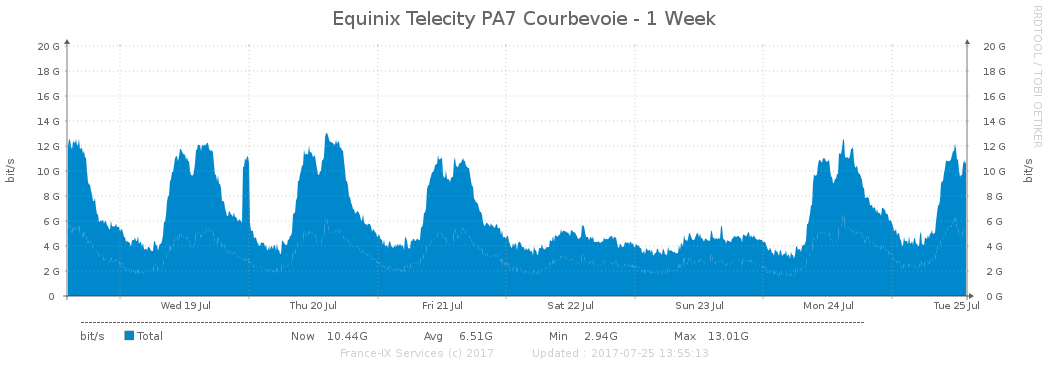 Equinix Telecity PA7 Courbevoie - 1 Week
RRDTOOL / TOBI OETIKER
20 G 20 G
18 G 18 G
16 G 16 G
14 G 14 G
12 G 12 G
10 G 10 G
8 G 8 G
6 G 6 G
4 G 4 G
2 G 2 G
0 0 G
bit/s bit/s
Wed 19 Jul Thu 20 Jul Fri 21 Jul Sat 22 Jul Sun 23 Jul Mon 24 Jul Tue 25 Jul
bit/s Total Now 10.44G Avg 6.51G Min 2.94G Max 13.01G
France-IX Services (c) 2017 Updated : 2017-07-25 13:55:13